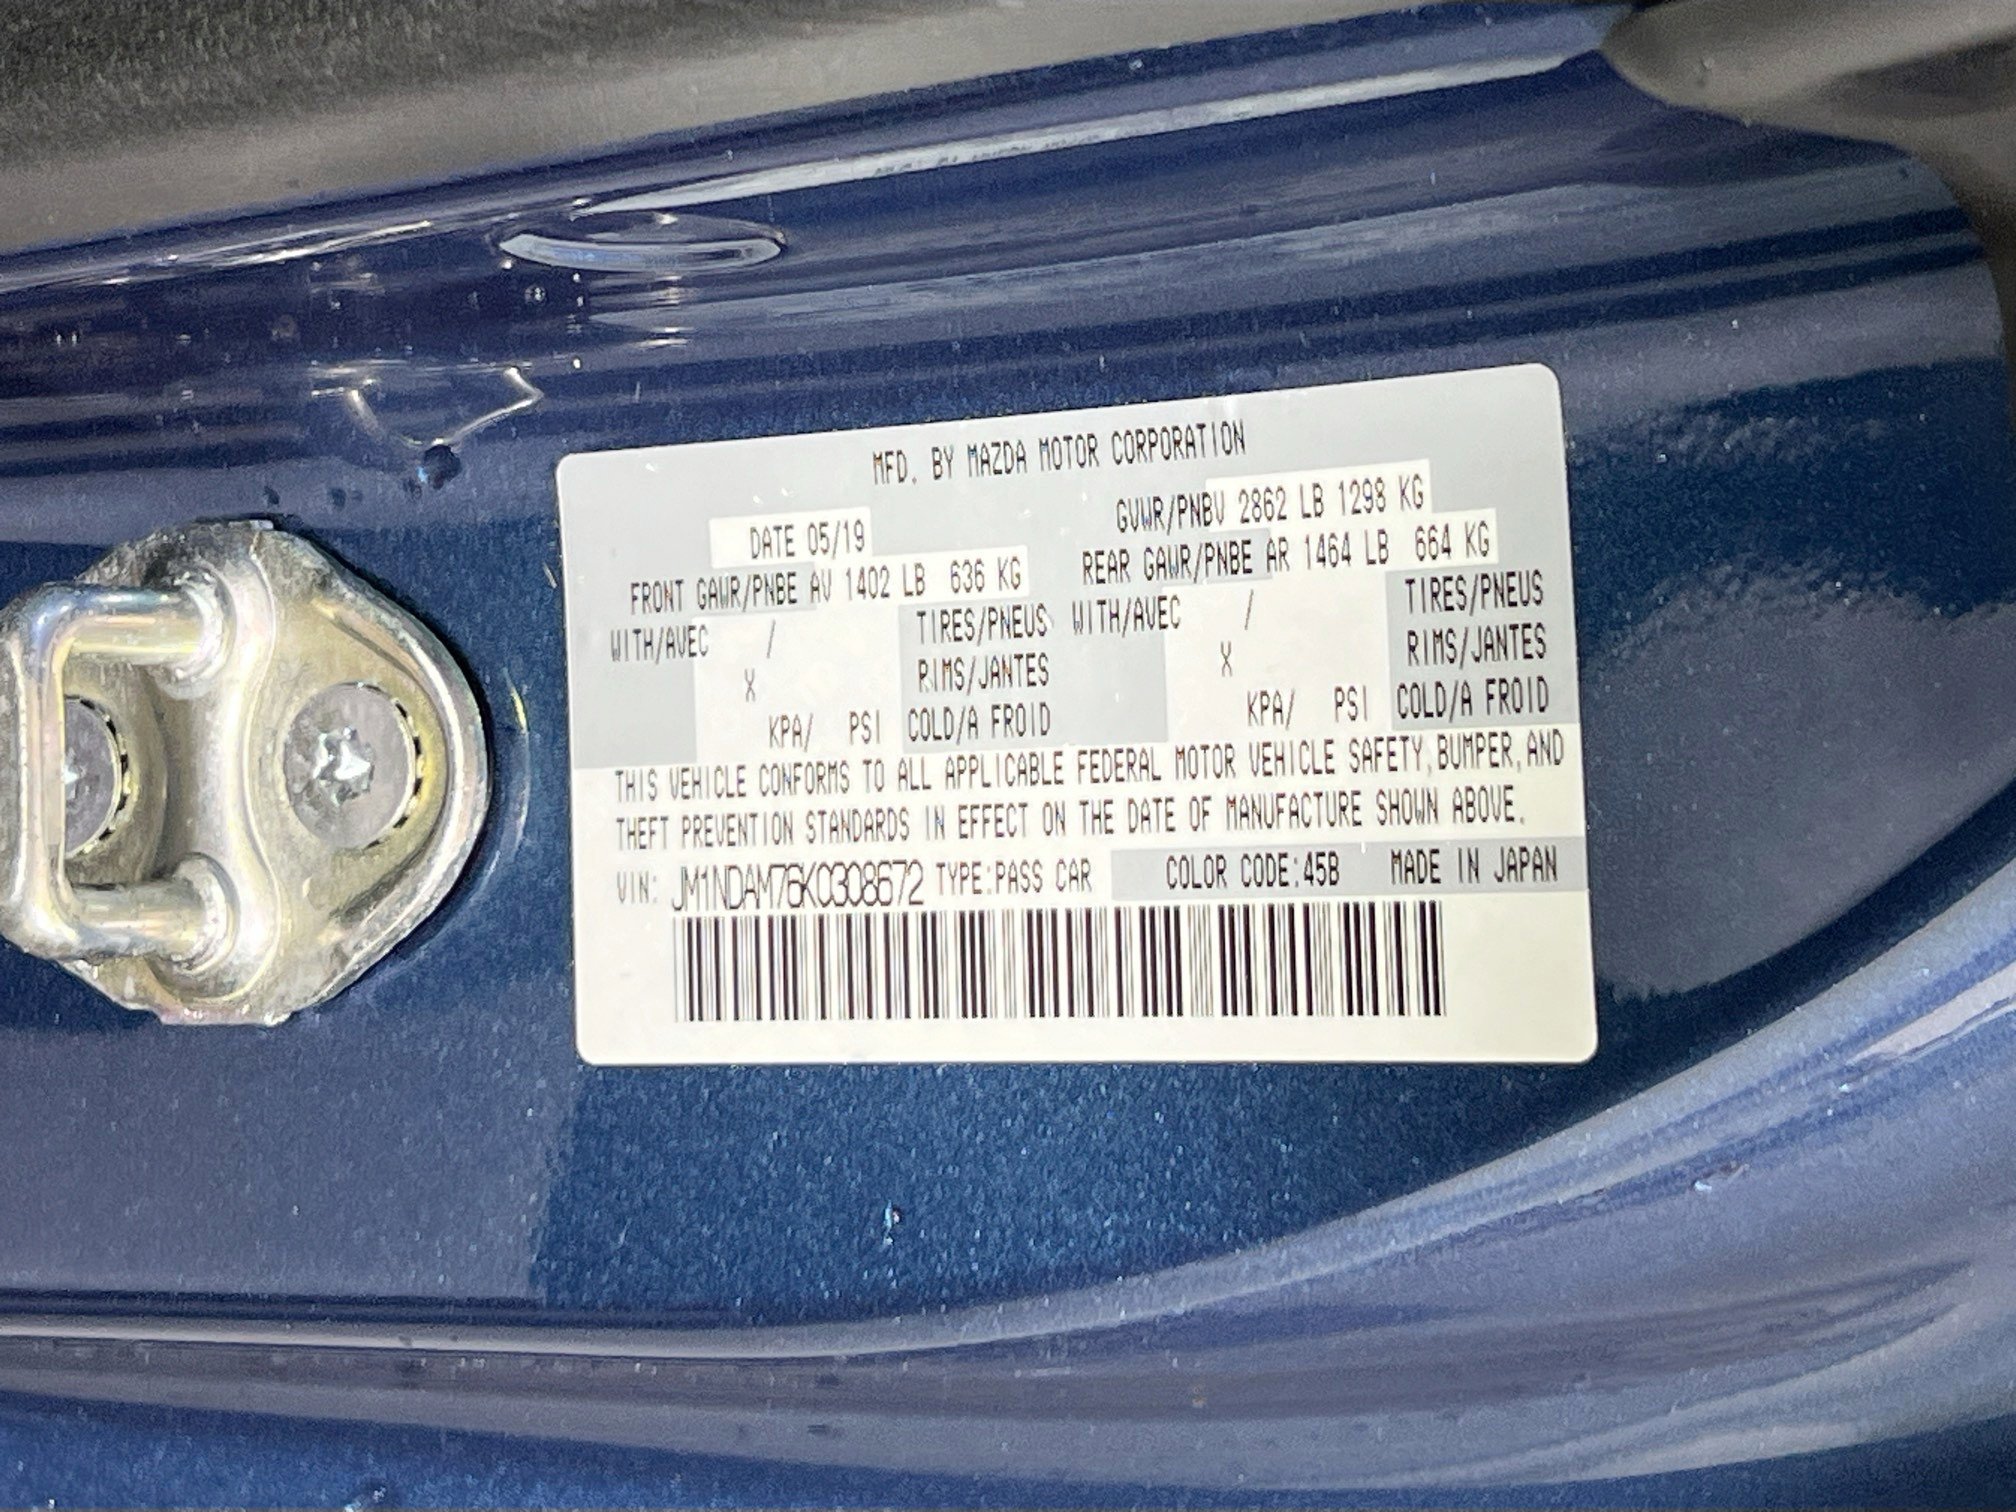 MFD. BY MAZDA MOTOR CORPORATION
DATE 05/19 GVWR/PNBV 2862 LB 1298 KG
FRONT GAWR/PNBE AV 1402 LB 636 KG REAR GAWR/PNBE AR 1464 LB 664 KG
WITH/AVEC / TIRES/PNEUS WITH/AVEC / TIRES/PNEUS
X RIMS/JANTES X RIMS/JANTES
KPA/ PSI COLD/A FROID KPA/ PSI COLD/A FROID
THIS VEHICLE CONFORMS TO ALL APPLICABLE FEDERAL MOTOR VEHICLE SAFETY, BUMPER, AND
THEFT PREVENTION STANDARDS IN EFFECT ON THE DATE OF MANUFACTURE SHOWN ABOVE.
VIN: JM1NDAM76K0308672 TYPE:PASS CAR COLOR CODE:45B MADE IN JAPAN